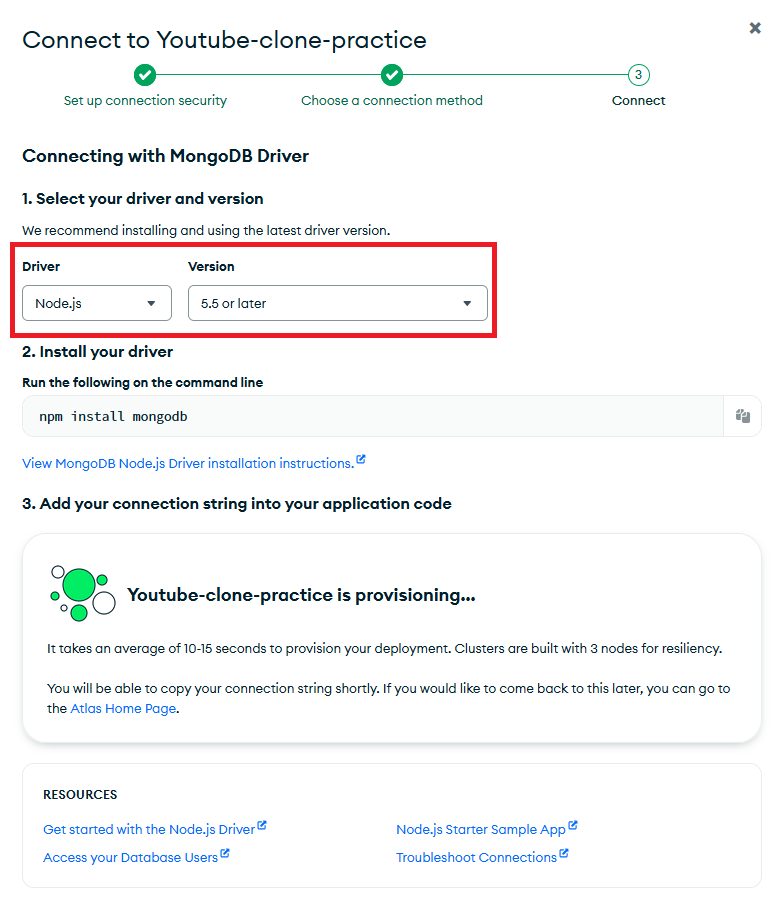 Connect to Youtube-clone-practice
3
Set up connection security
Choose a connection method
Connect
Connecting with MongoDB Driver
1. Select your driver and version
We recommend installing and using the latest driver version.
Driver
Version
Node.js
5.5 or later
2. Install your driver
Run the following on the command line
npm install mongodb
View MongoDB Node.js Driver installation instructions.
3. Add your connection string into your application code
Youtube-clone-practice is provisioning...
It takes an average of 10-15 seconds to provision your deployment. Clusters are built with 3 nodes for resiliency.
You will be able to copy your connection string shortly. If you would like to come back to this later, you can go to
the Atlas Home Page.
RESOURCES
Get started with the Node.js Driver
Node.js Starter Sample App
Access your Database Users
Troubleshoot Connections